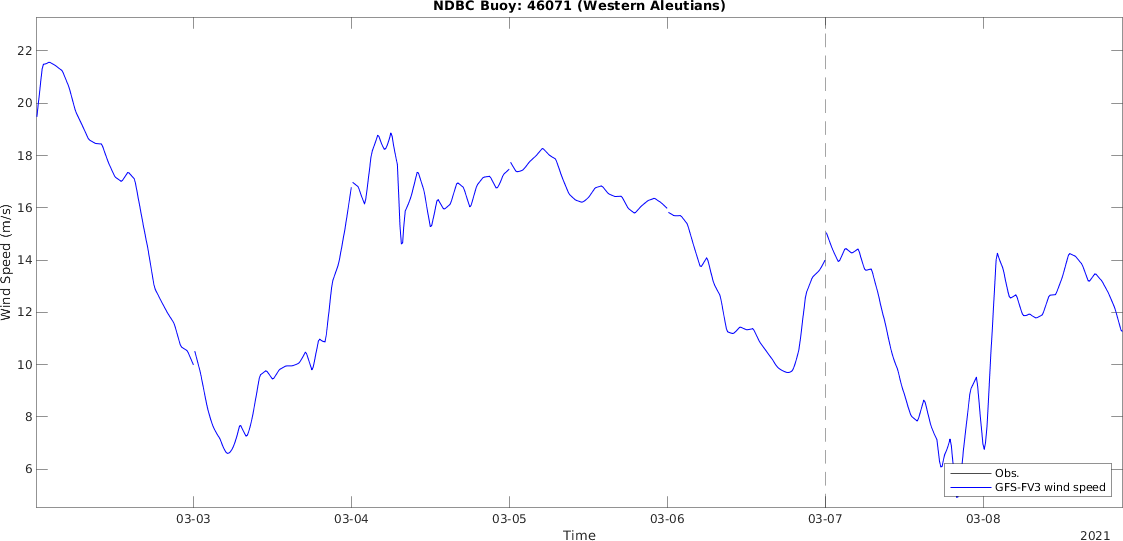 NDBC Buoy: 46071 (Western Aleutians)
22
20
18
16
14
12
10
8
6
Wind Speed (m/s)
Obs.
GFS-FV3 wind speed
03-03 03-04 03-05 03-06 03-07 03-08
Time
2021